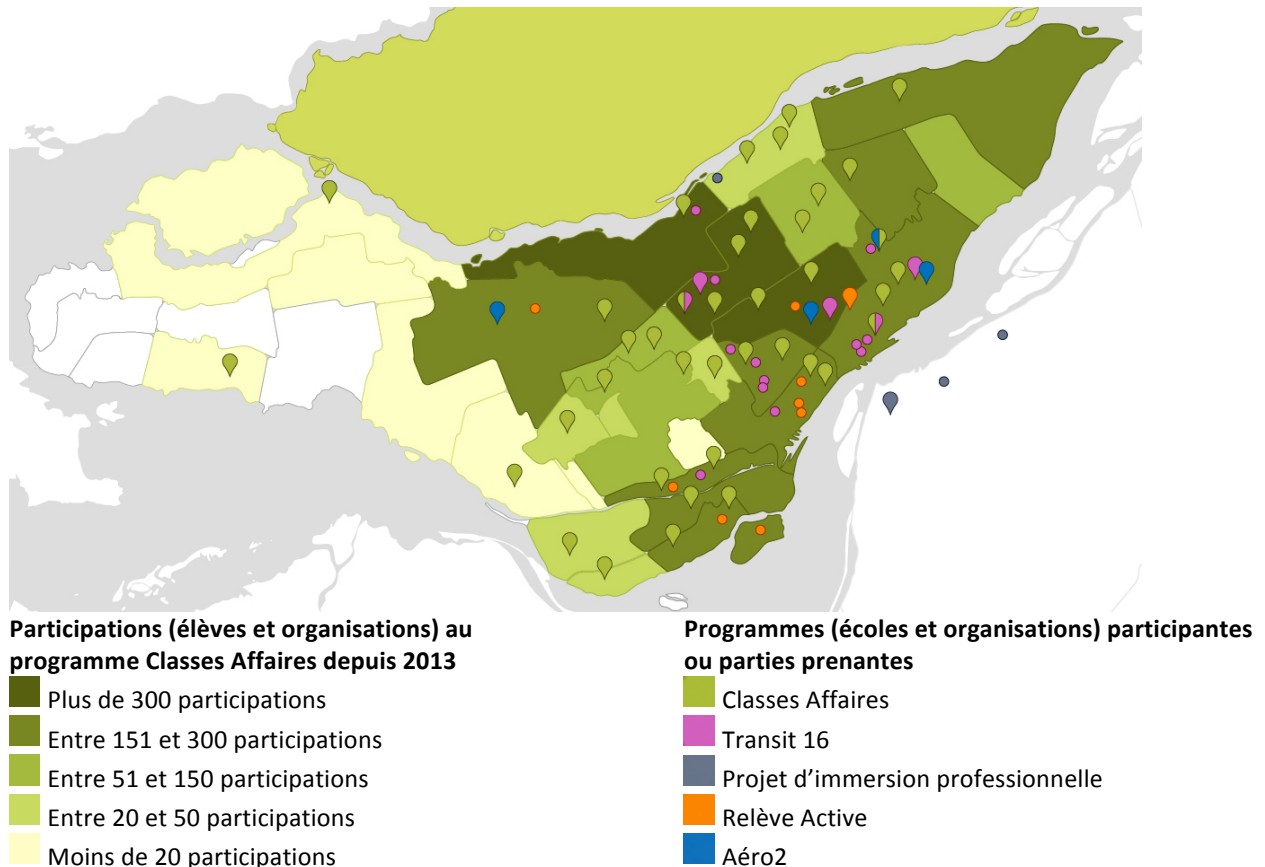 Participations (élèves et organisations) au
programme Classes Affaires depuis 2013
Plus de 300 participations
Entre 151 et 300 participations
Entre 51 et 150 participations
Entre 20 et 50 participations
Moins de 20 participations
Programmes (écoles et organisations) participantes
ou parties prenantes
Classes Affaires
Transit 16
Projet d'immersion professionnelle
Relève Active
Aéro2